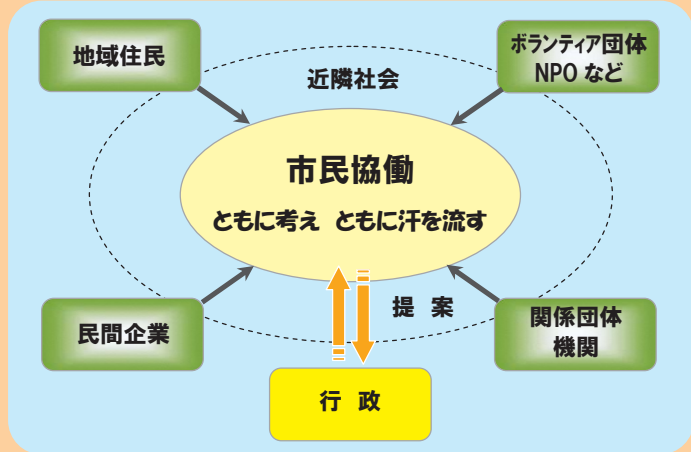 地域住民
ボランティア団体
NPO など
近隣社会
市民協働
ともに考え ともに汗を流す
提 案
民間企業
関係団体
機関
行 政